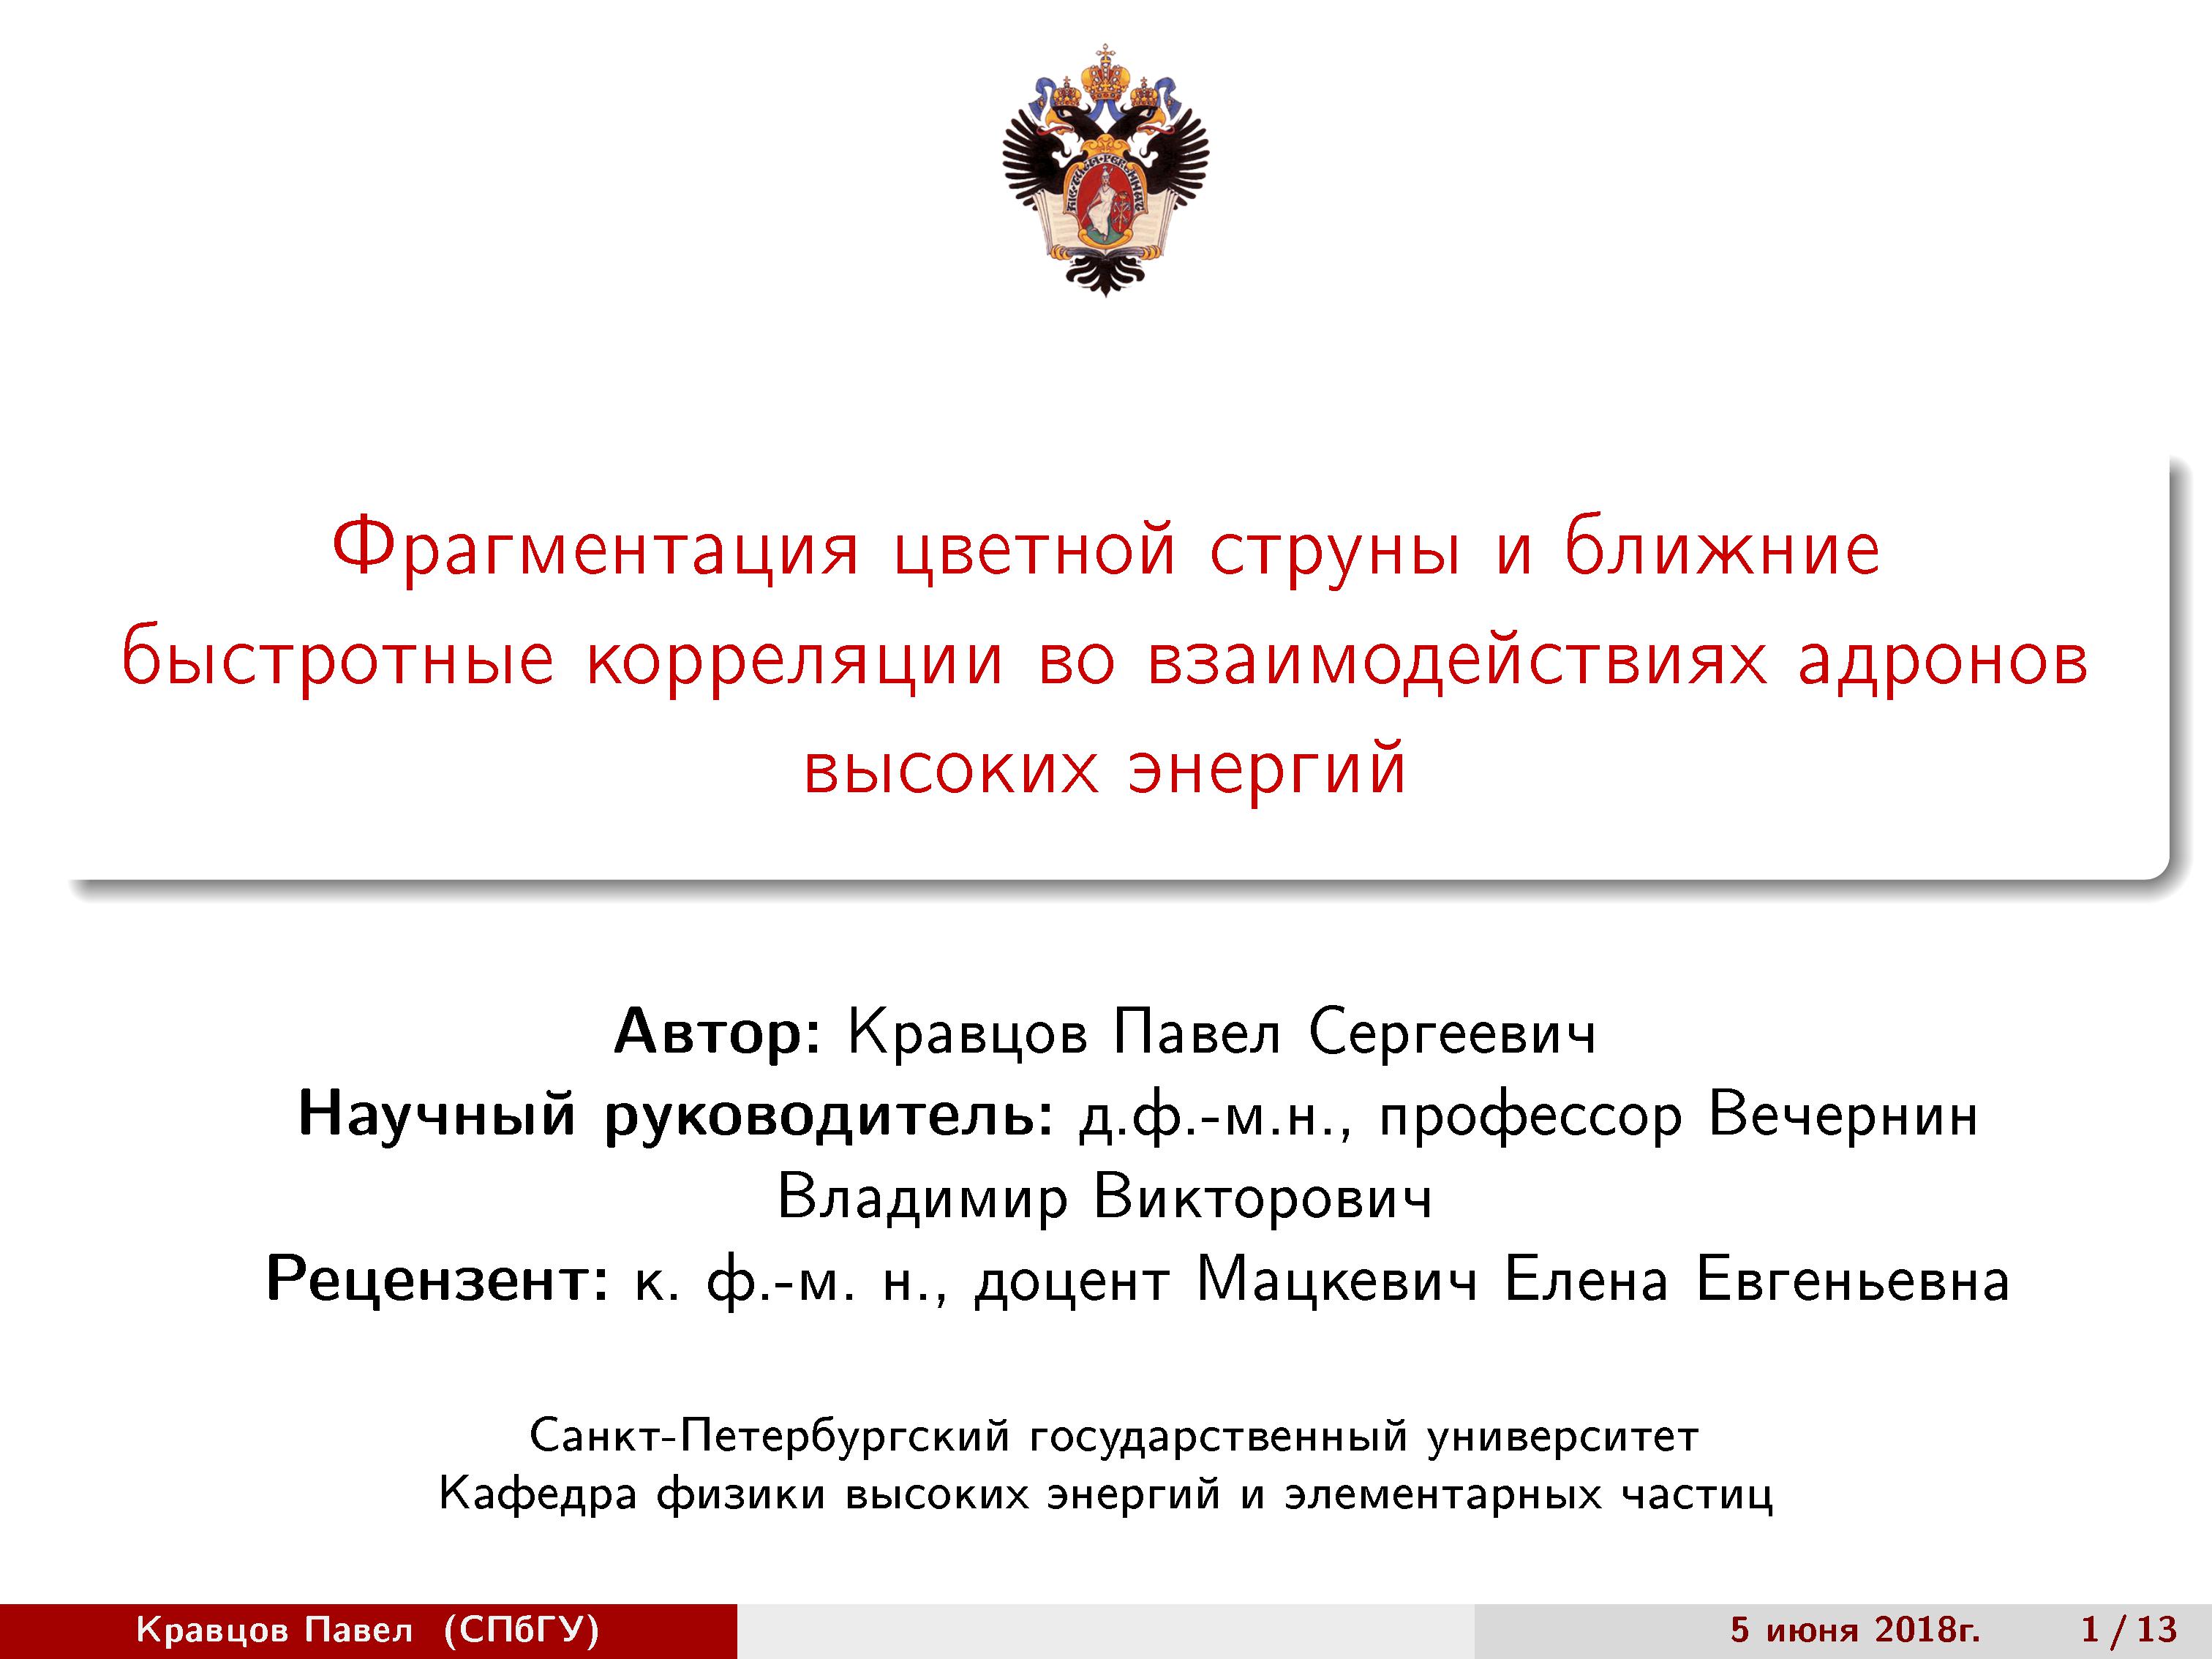 Фрагментация цветной струны и ближние
быстротные корреляции во взаимодействиях адронов
высоких энергий
Автор: Кравцов Павел Сергеевич
Научный руководитель: д.ф.-м.н., профессор Вечернин
Владимир Викторович
Рецензент: к. ф.-м. н., доцент Мацкевич Елена Евгеньевна
Санкт-Петербургский государственный университет
Кафедра физики высоких энергий и элементарных частиц
Кравцов Павел (СПбГУ) 5 июня 2018г. 1 / 13